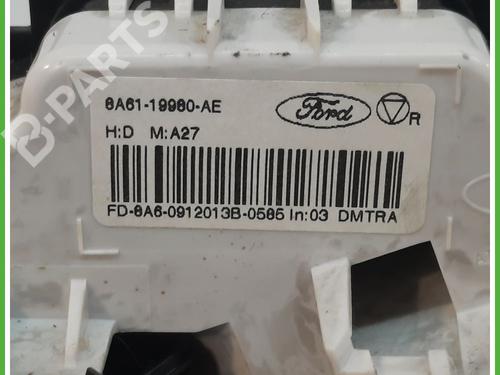 B-PARTS
8A61-19980-AE
Ford
R
H:D M:A27
FD-8A6-0912013B-0585 In:03 DMTRA